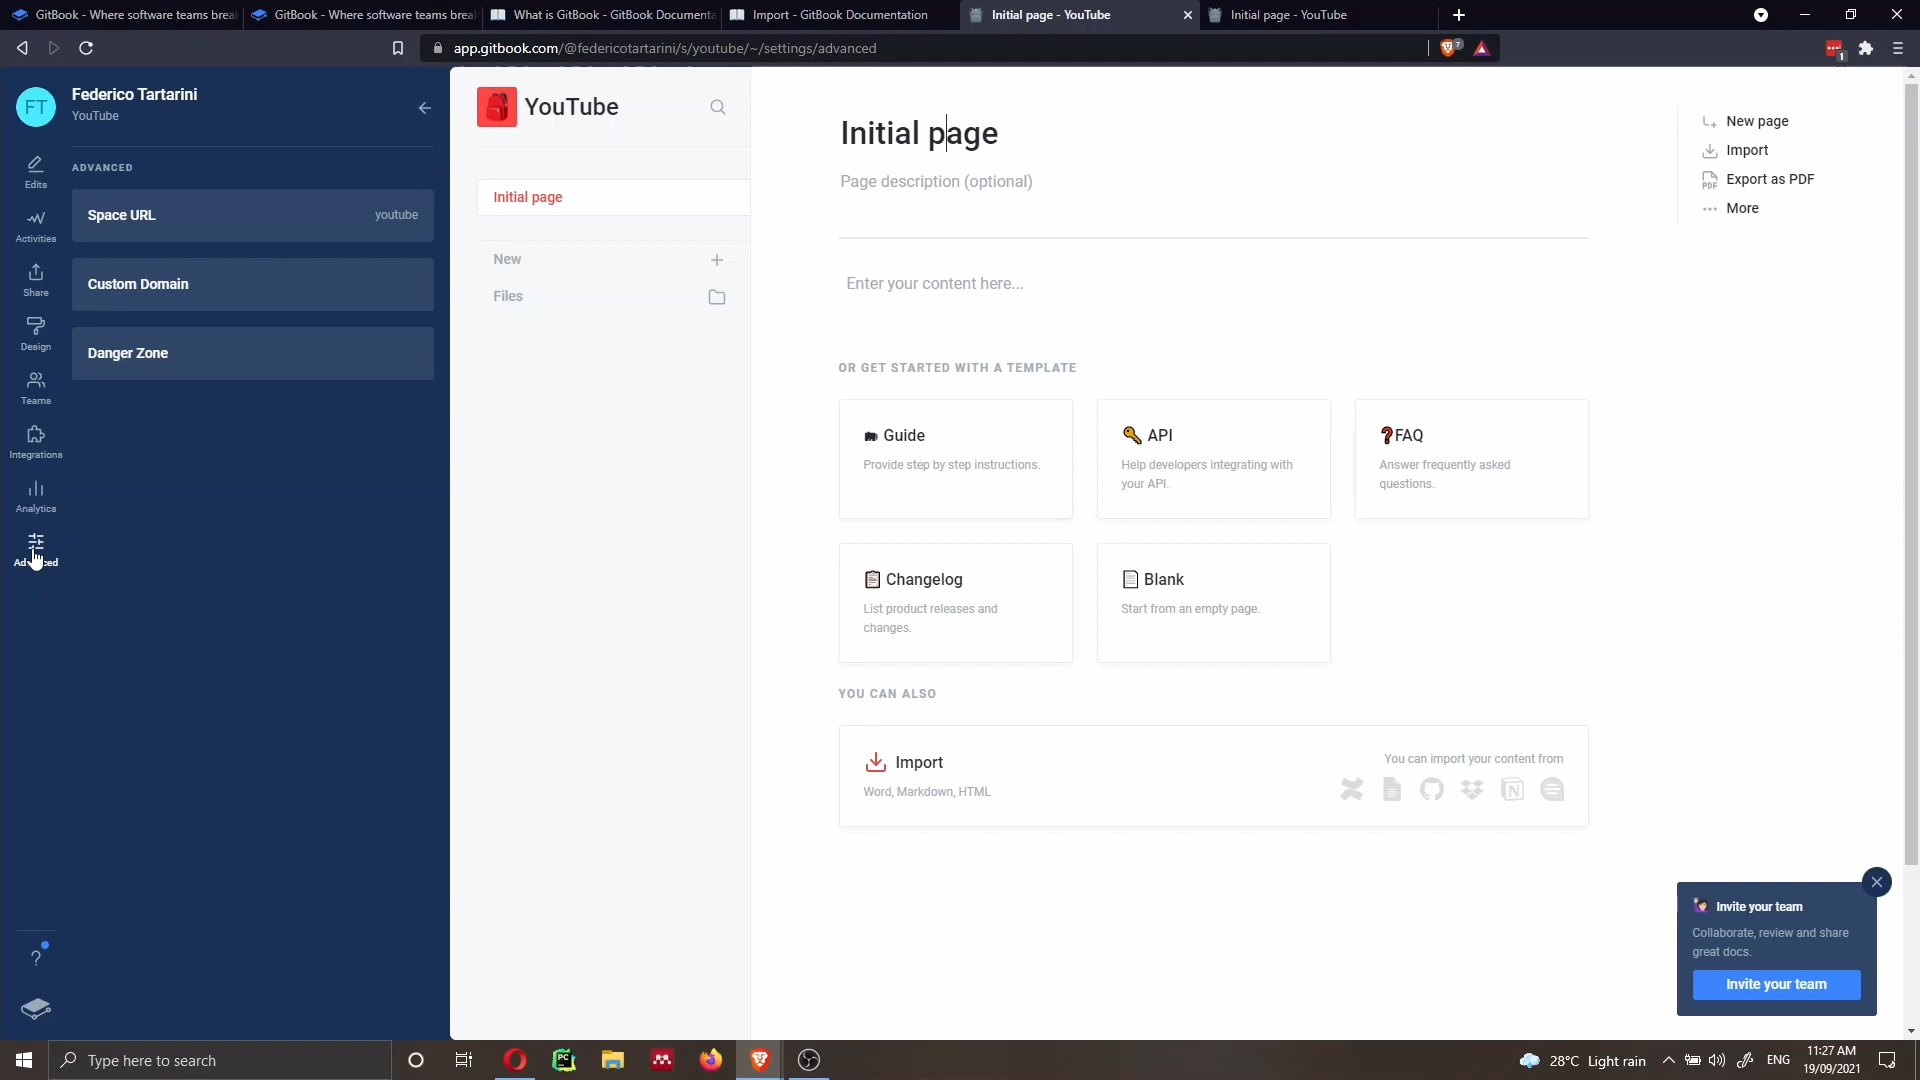 GitBook - Where software teams brea
GitBook - Where software teams brea
What is GitBook - GitBook Documenta
Import - GitBook Documentation
Initial page - YouTube
Initial page - YouTube
app.gitbook.com/@federicotartarini/s/youtube/~/settings/advanced
7
1
FT
Federico Tartarini
YouTube
ADVANCED
Space URL
youtube
Custom Domain
Danger Zone
Edits
Activities
Share
Design
Teams
Integrations
Analytics
YouTube
Initial page
New
Files
Initial page
Page description (optional)
Enter your content here...
OR GET STARTED WITH A TEMPLATE
Guide
Provide step by step instructions.
API
Help developers integrating with
your API.
FAQ
Answer frequently asked
questions.
Changelog
List product releases and
changes.
Blank
Start from an empty page.
YOU CAN ALSO
Import
Word, Markdown, HTML
You can import your content from
New page
Import
PDF
Export as PDF
More
Invite your team
Collaborate, review and share
great docs.
Invite your team
?
Type here to search
PC
28°C Light rain
ENG
11:27 AM
19/09/2021